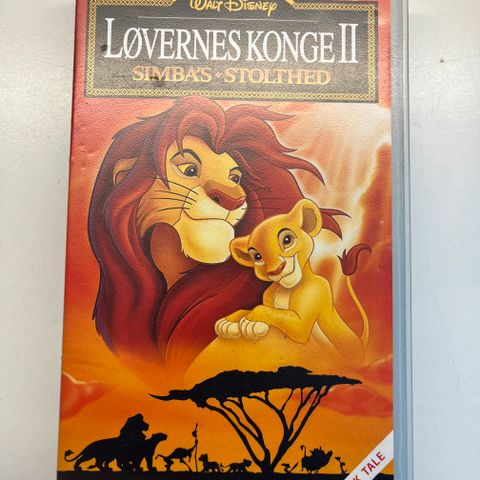 WALT DISNEY
LØVERNES KONGE II
SIMBA'S • STOLTHED
K TALE